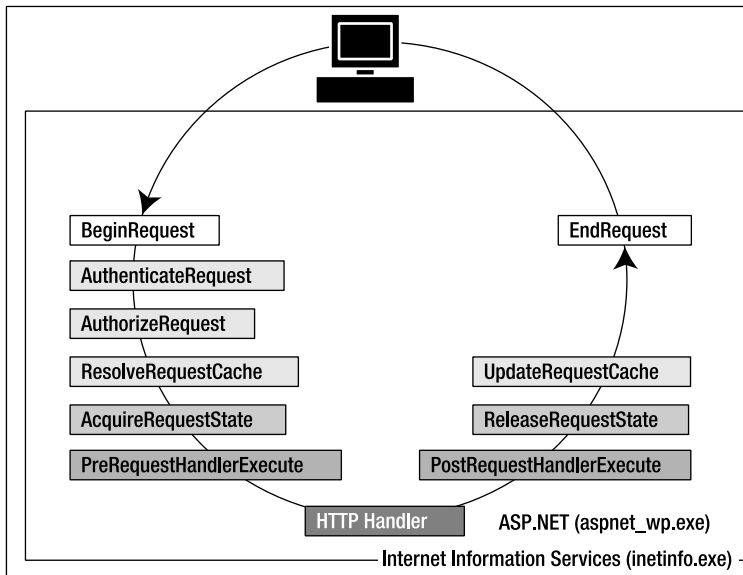 BeginRequest
EndRequest
AuthenticateRequest
AuthorizeRequest
ResolveRequestCache
UpdateRequestCache
AcquireRequestState
ReleaseRequestState
PreRequestHandlerExecute
PostRequestHandlerExecute
HTTP Handler
ASP.NET (aspnet_wp.exe)
Internet Information Services (inetinfo.exe)